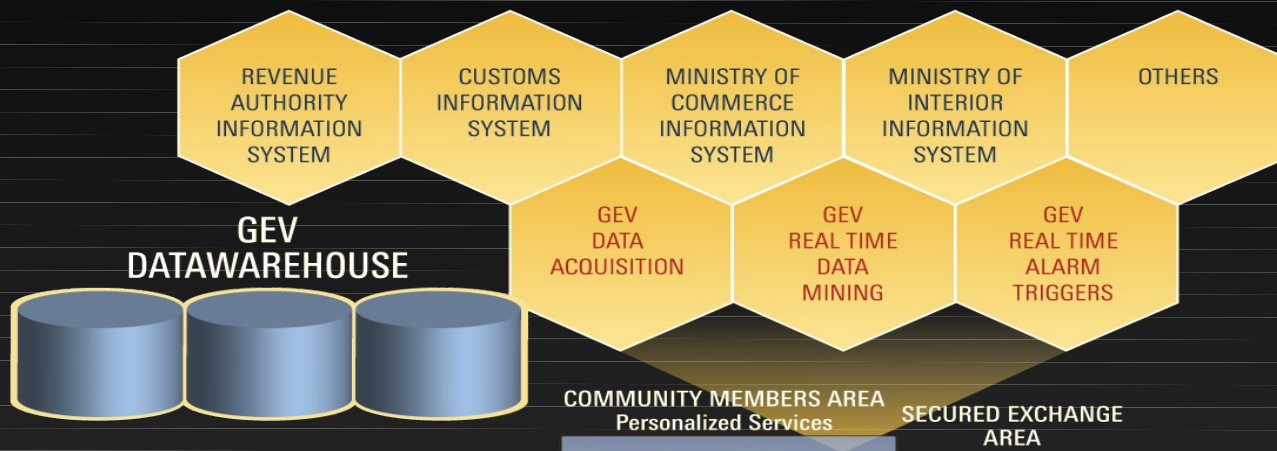 REVENUE
AUTHORITY
INFORMATION
SYSTEM
CUSTOMS
INFORMATION
SYSTEM
MINISTRY OF
COMMERCE
INFORMATION
SYSTEM
MINISTRY OF
INTERIOR
INFORMATION
SYSTEM
OTHERS
GEV
DATAWAREHOUSE
GEV
DATA
ACQUISITION
GEV
REAL TIME
DATA
MINING
GEV
REAL TIME
ALARM
TRIGGERS
COMMUNITY MEMBERS AREA
Personalized Services
SECURED EXCHANGE
AREA